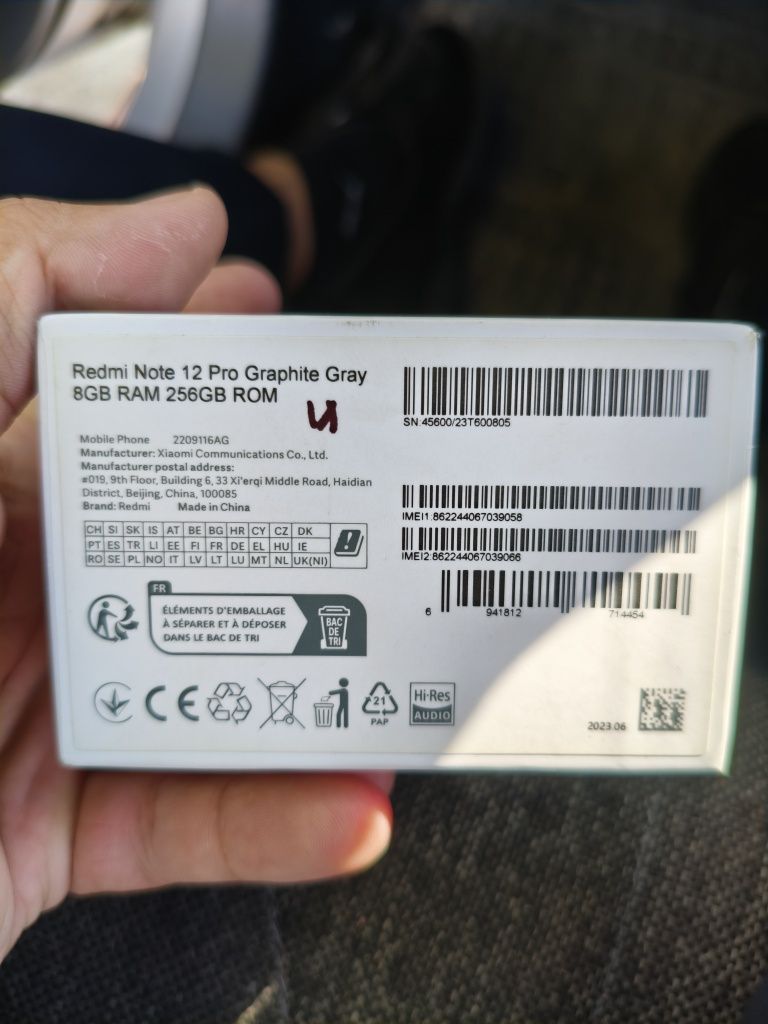 Redmi Note 12 Pro Graphite Gray
8GB RAM 256GB ROM
и
Mobile Phone 2209116AG
Manufacturer: Xiaomi Communications Co., Ltd.
Manufacturer postal address:
#019, 9th Floor, Building 6, 33 Xi'erqi Middle Road, Haidian
District, Beijing, China, 100085
Brand: Redmi Made in China
CH SI SK IS AT BE BG HR CY CZ DK
PT ES TR LI EE FI FR DE EL HU IE
RO SE PL NO IT LV LT LU MT NL UK(NI)
FR
ÉLÉMENTS D'EMBALLAGE
À SÉPARER ET À DÉPOSER
DANS LE BAC DE TRI
BAC
DE
TRI
CE
21
PAP
Hi-Res
AUDIO
SN:45600/23T600805
IMEI1:862244067039058
IMEI2:862244067039066
6 941812 714454
2023.06